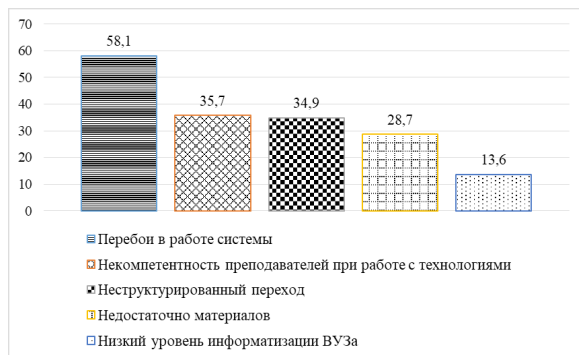 70
60
50
40
30
20
10
0
58,1
35,7
34,9
28,7
13,6
Перебои в работе системы
Некомпетентность преподавателей при работе с технологиями
Неструктурированный переход
Недостаточно материалов
Низкий уровень информатизации ВУЗа